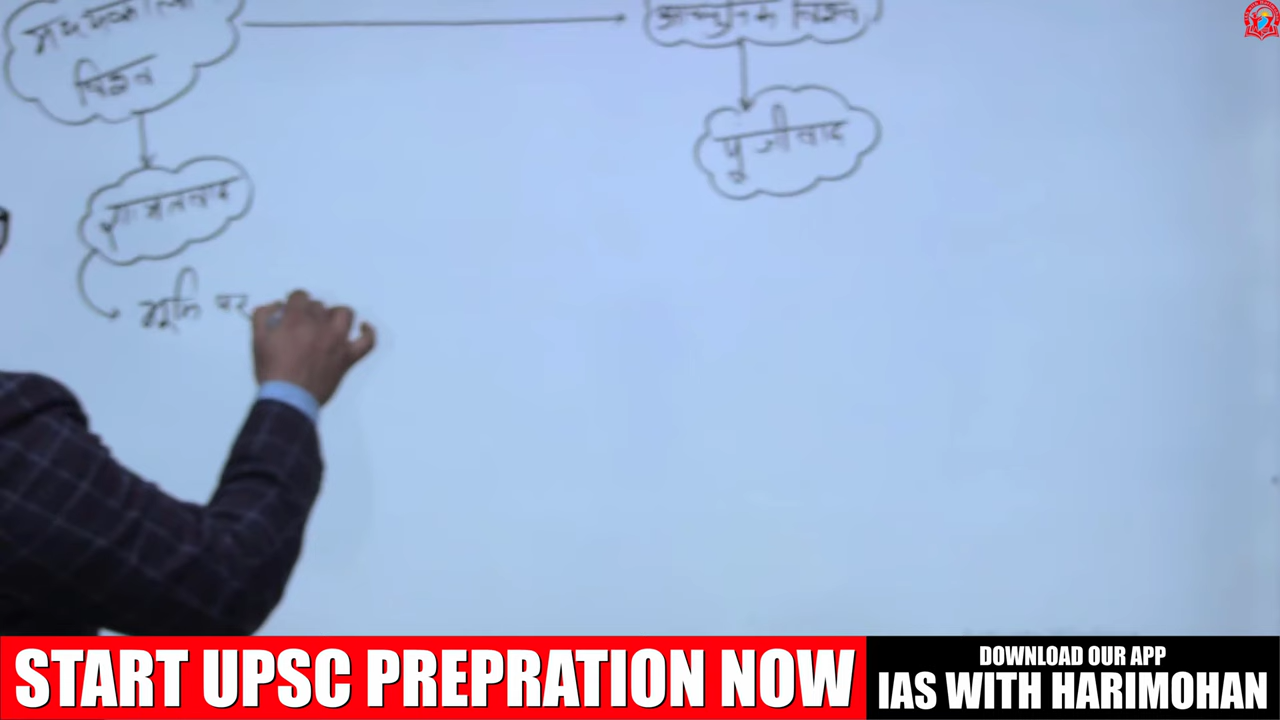 मध्यकालीन
विश्व
आधुनिक विश्व
पूंजीवाद
सामंतवाद
भूमि पर
START UPSC PREPRATION NOW
DOWNLOAD OUR APP
IAS WITH HARIMOHAN